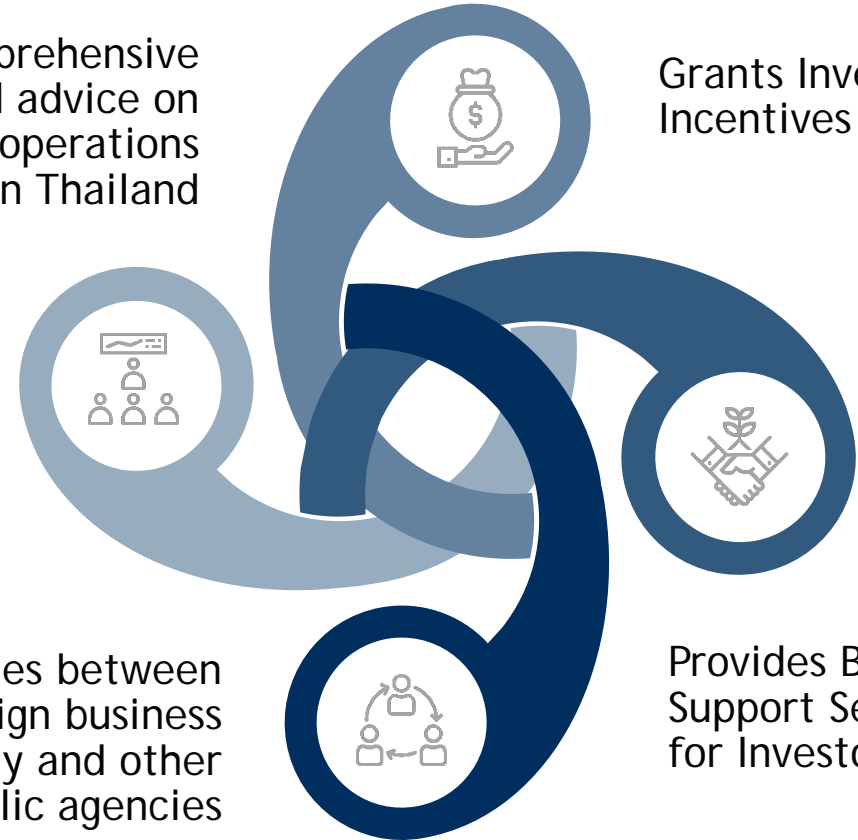 prehensive
advice on
operations
n Thailand
Grants Inve
Incentives
$
es between
ign business
y and other
lic agencies
Provides B
Support Se
for Investo